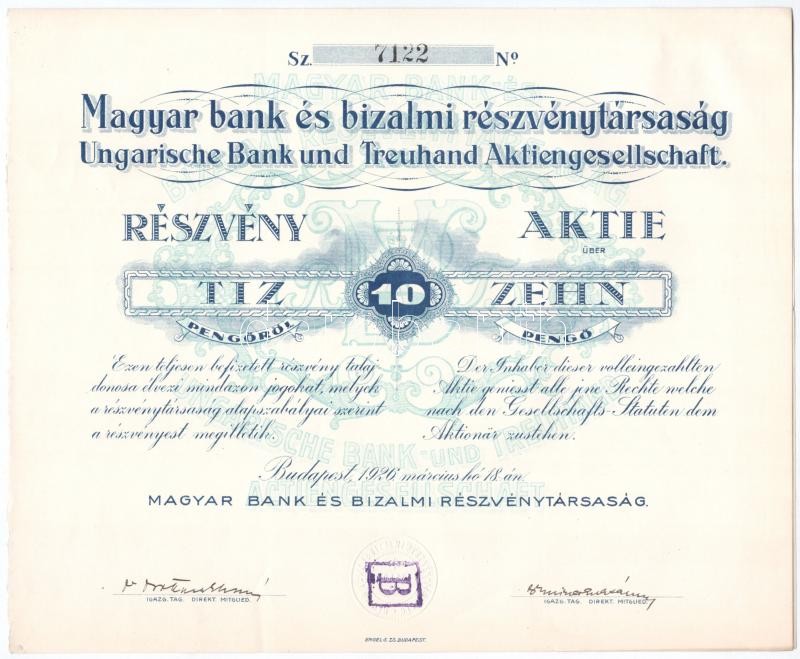 Sz. 7122 Nº
Magyar bank és bizalmi részvénytársaság
Ungarische Bank und Treuhand Aktiengesellschaft.
RÉSZVÉNY
TIZ
PENGŐRŐL
10
AKTIE
ÜBER
ZEHN
PENGŐ
Ezen teljesen befizetett részvény tulaj
donosa élvezi mindazon jogokat, melyek
a részvénytársaság alapszabályai szerint
a részvényest megilletik.
Der Inhaber dieser volleingezahlten
Aktie geniesst alle jene Rechte welche
nach den Gesellschafts-Statuten dem
Aktionär zustehen.
Budapest, 1926 március hó 18.án.
MAGYAR BANK ÉS BIZALMI RÉSZVÉNYTÁRSASÁG.
B
IGAZG. TAG. DIREKT. MITGLIED.
IGAZG. TAG. DIREKT. MITGLIED.
ENGEL S. ZS. BUDAPEST.